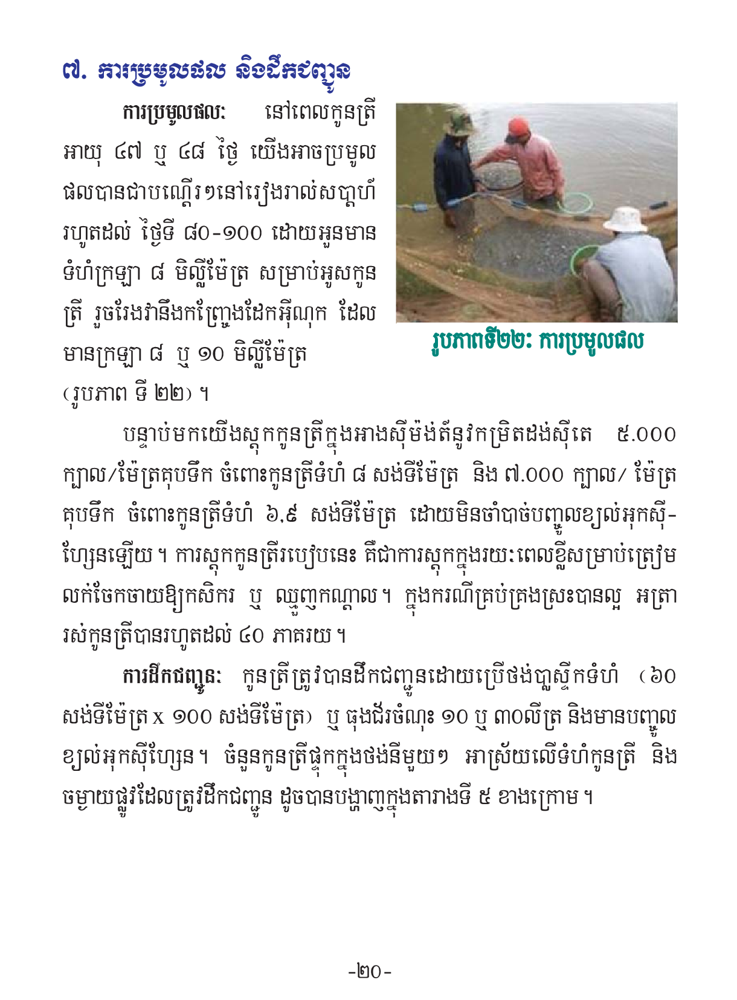 ៧. ការប្រមូលផល និងដឹកជញ្ជូន
ការប្រមូលផលៈ នៅពេលកូនត្រី
អាយុ ៤៧ ឬ ៤៨ ថ្ងៃ យើងអាចប្រមូល
ផលបានជាបណ្តើរៗនៅរៀងរាល់សបា្តហ៍
រហូតដល់ ថ្ងៃទី ៨០-១០០ ដោយអួនមាន
ទំហំក្រឡា ៨ មិល្លីម៉ែត្រ សម្រាប់អូសកូន
ត្រី រួចរែងវានឹងកញ្ច្រែងដែកអ៊ីណុក ដែល
មានក្រឡា ៨ ឬ ១០ មិល្លីម៉ែត្រ
(រូបភាព ទី ២២) ។
រូបភាពទី២២ៈ ការប្រមូលផល
បន្ទាប់មកយើងស្តុកកូនត្រីក្នុងអាងស៊ីម៉ង់ត៍នូវកម្រិតដង់ស៊ីតេ ៥.០០០
ក្បាល/ម៉ែត្រគុបទឹក ចំពោះកូនត្រីទំហំ ៨ សង់ទីម៉ែត្រ និង ៧.០០០ ក្បាល/ ម៉ែត្រ
គុបទឹក ចំពោះកូនត្រីទំហំ ៦,៩ សង់ទីម៉ែត្រ ដោយមិនចាំបាច់បញ្ចូលខ្យល់អុកស៊ី-
ហ្សែនឡើយ ។ ការស្តុកកូនត្រីរបៀបនេះ គឺជាការស្តុកក្នុងរយៈពេលខ្លីសម្រាប់ត្រៀម
លក់ចែកចាយឱ្យកសិករ ឬ ឈ្មួញកណ្តាល ។ ក្នុងករណីគ្រប់គ្រងស្រះបានល្អ អត្រា
រស់កូនត្រីបានរហូតដល់ ៤០ ភាគរយ ។
ការដឹកជញ្ជូនៈ កូនត្រីត្រូវបានដឹកជញ្ជូនដោយប្រើថង់បា្លស្ទីកទំហំ (៦០
សង់ទីម៉ែត្រ x ១០០ សង់ទីម៉ែត្រ) ឬ ធុងជ័រចំណុះ ១០ ឬ ៣០លីត្រ និងមានបញ្ចូល
ខ្យល់អុកស៊ីហ្សែន ។ ចំនួនកូនត្រីផ្ទុកក្នុងថង់នីមួយៗ អាស្រ័យលើទំហំកូនត្រី និង
ចម្ងាយផ្លូវដែលត្រូវដឹកជញ្ជូន ដូចបានបង្ហាញក្នុងតារាងទី ៥ ខាងក្រោម ។
-២០-